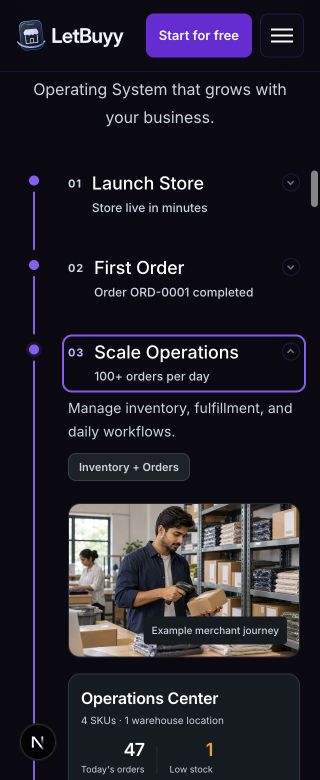 LetBuyy
Start for free
Operating System that grows with
your business.
01 Launch Store
Store live in minutes
02 First Order
Order ORD-0001 completed
03 Scale Operations
100+ orders per day
Manage inventory, fulfillment, and
daily workflows.
Inventory + Orders
Example merchant journey
Operations Center
4 SKUs · 1 warehouse location
47 1
Today's orders Low stock
N